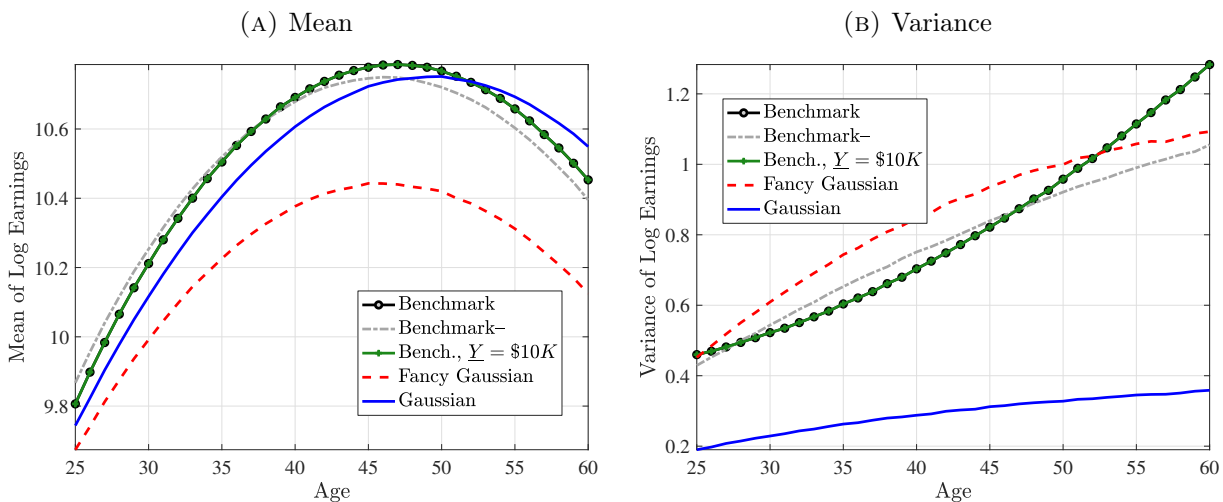 (A) Mean
Mean of Log Earnings
10.6
10.4
10.2
10
9.8
25 30 35 40 45 50 55 60
Age
Benchmark
Benchmark–
Bench., Y = $10K
Fancy Gaussian
Gaussian
(B) Variance
Variance of Log Earnings
1.2
1
0.8
0.6
0.4
0.2
25 30 35 40 45 50 55 60
Age
Benchmark
Benchmark–
Bench., Y = $10K
Fancy Gaussian
Gaussian